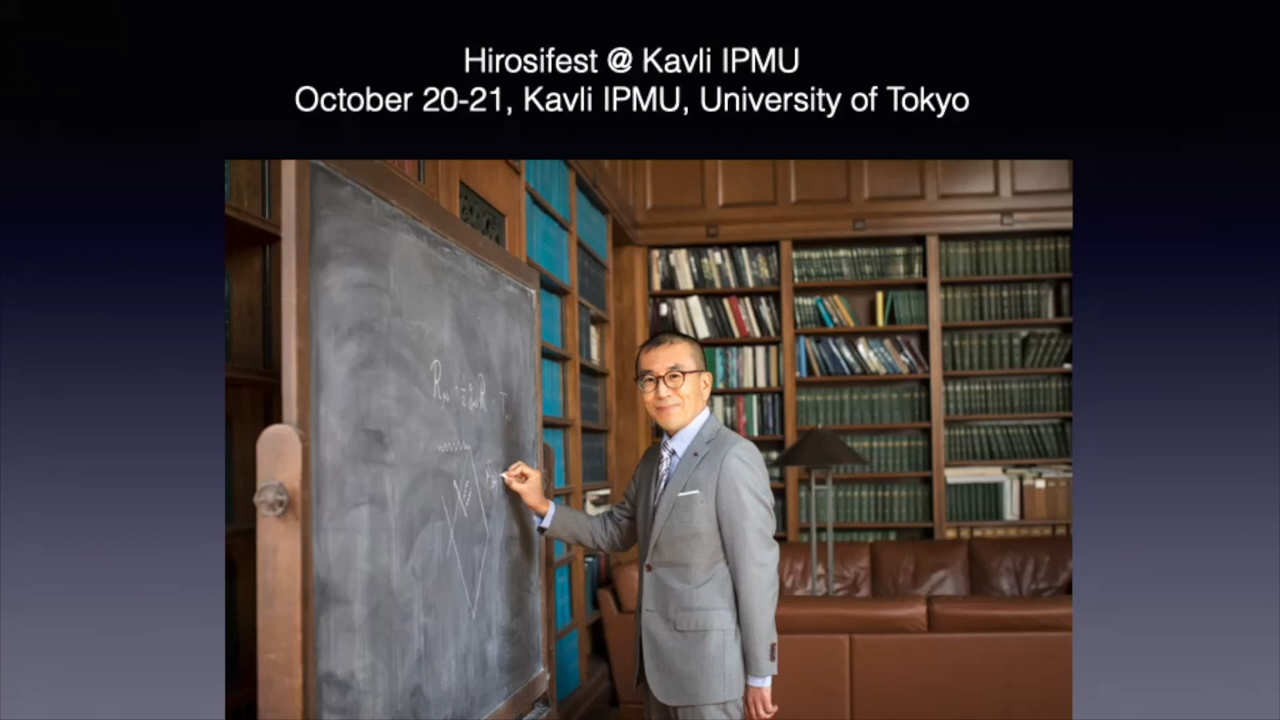 Hirosifest @ Kavli IPMU
October 20-21, Kavli IPMU, University of Tokyo